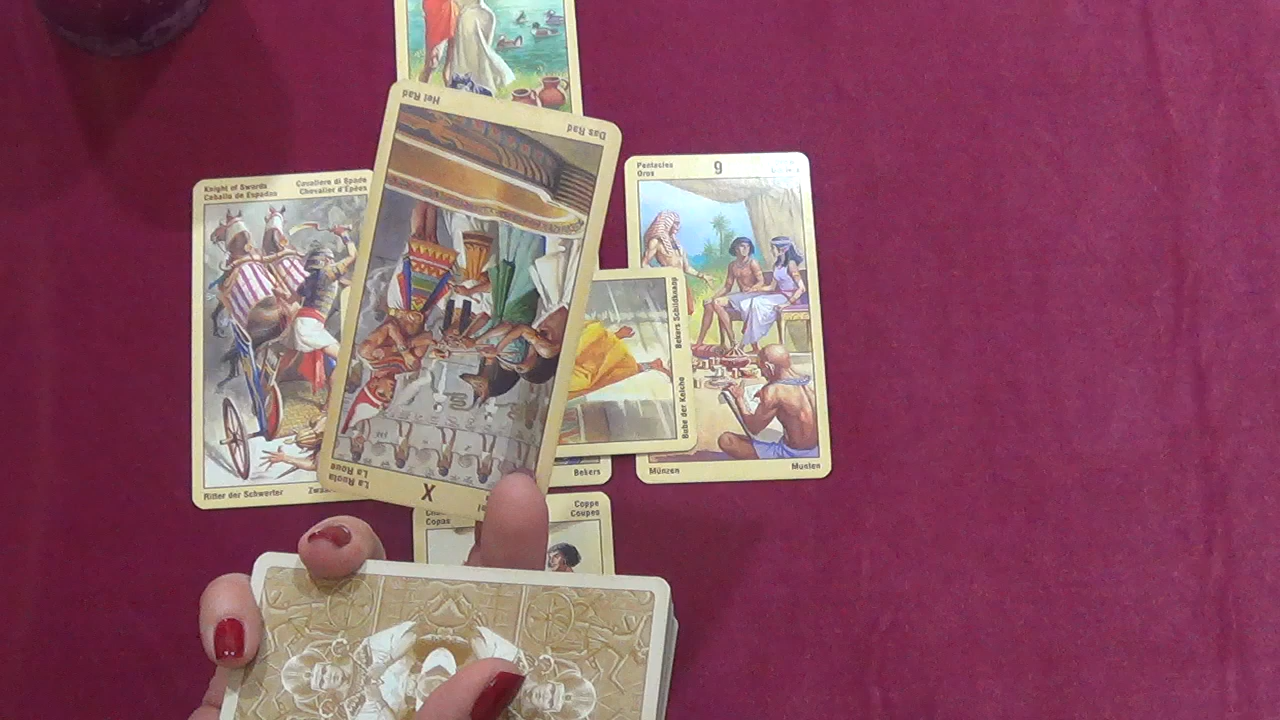 Het Rad
Das Rad
Knight of Swords
Caballo de Espadas
Cavaliere di Spade
Chevalier d'Épées
Pentacles
Oros
9
Bekers Schildknaap
Bube der Kelche
La Ruota
La Roue
X
Ritter der Schwerter
Bekers
Münzen
Munten
Copas
Coppe
Coupes